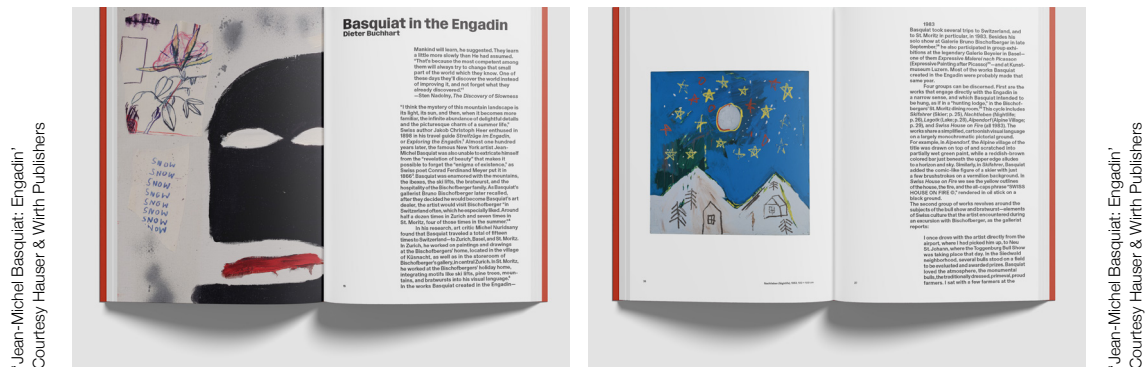 'Jean-Michel Basquiat: Engadin'
Courtesy Hauser & Wirth Publishers
SNOW
SNOW
SNOW
SNOW
SNOW
SNOW
SNOW
Basquiat in the Engadin
Dieter Buchhart
Mankind will learn, he suggested. They learn
a little more slowly than he had assumed.
"That's because the most competent among
them will always try to change that small
part of the world which they know. One of
these days they'll discover the world instead
of improving it, and not forget what they
already discovered."
—Sten Nadolny, The Discovery of Slowness
"I think the mystery of this mountain landscape is
its light, its sun, and then, when it becomes more
familiar, the infinite abundance of delightful details
and the picturesque charm of a summer life."
Swiss author Jakob Christoph Heer enthused in
1898 in his travel guide Streifzüge im Engadin,
or Exploring the Engadin.¹ Almost one hundred
years later, the famous New York artist Jean-
Michel Basquiat was also unable to extricate himself
from the "revelation of beauty" that makes it
possible to forget the "enigma of existence," as
Swiss poet Conrad Ferdinand Meyer put it in
1866.² Basquiat was enamored with the mountains,
the ibexes, the ski lifts, the bratwurst, and the
hospitality of the Bischofberger family. As Basquiat's
gallerist Bruno Bischofberger later recalled,
after they decided he would become Basquiat's art
dealer, the artist would visit Bischofberger "in
Switzerland often, which he especially liked. Around
half a dozen times in Zurich and seven times in
St. Moritz, four of those times in the summer."
In his research, art critic Michel Nuridsany
found that Basquiat traveled a total of fifteen
times to Switzerland—to Zurich, Basel, and St. Moritz.
In Zurich, he worked on paintings and drawings
at the Bischofbergers' home, located in the village
of Küsnacht, as well as in the storeroom of
Bischofberger's gallery, in central Zurich. In St. Moritz,
he worked at the Bischofbergers' holiday home,
integrating motifs like ski lifts, pine trees, moun-
tains, and bratwursts into his visual language.
In the works Basquiat created in the Engadin—
1983
Basquiat took several trips to Switzerland, and
to St. Moritz in particular, in 1983. Besides his
solo show at Galerie Bruno Bischofberger in late
September, he also participated in group exhi-
bitions at the legendary Galerie Beyeler in Basel—
one of them Expressive Malerei nach Picasso
(Expressive Painting after Picasso)—and at Kunst-
museum Luzern. Most of the works Basquiat
created in the Engadin were probably made that
same year.
Four groups can be discerned. First are the
works that engage directly with the Engadin in
a narrow sense, and which Basquiat intended to
be hung, as it in a "hunting lodge," in the Bischof-
bergers' St. Moritz dining room. This cycle includes
Skifahrer (Skier; p. 25), Nachtleben (Nightlife;
p. 26), Lagelb (Lake; p. 23), Alpendorf (Alpine Village;
p. 29), and Swiss House on Fire (all 1983). The
works share a simplified, cartoonish visual language
on a largely monochromatic pictorial ground.
For example, in Alpendorf, the Alpine village of the
title was drawn on top of and scratched into
partially wet green paint, while a reddish-brown
colored bar just beneath the upper edge alludes
to a horizon and sky. Similarly, in Skifahrer, Basquiat
added the comic-like figure of a skier with just
a few brushstrokes on a vermilion background. In
Swiss House on Fire we see the yellow outlines
of the house, the fire, and the all-caps phrase "SWISS
HOUSE ON FIRE ©," rendered in oil stick on a
black ground.
The second group of works revolves around the
subjects of the bull show and bratwurst—elements
of Swiss culture that the artist encountered during
an excursion with Bischofberger, as the gallerist
reports:
I once drove with the artist directly from the
airport, where I had picked him up, to Neu
St. Johann, where the Toggenburg Bull Show
was taking place that day. In the Sledwald
neighborhood, several bulls stood on a field
to be evaluated and awarded prizes. Basquiat
loved the atmosphere, the monumental
bulls, the traditionally dressed, primeval, proud
farmers. I sat with a few farmers at the
'Jean-Michel Basquiat: Engadin'
Courtesy Hauser & Wirth Publishers